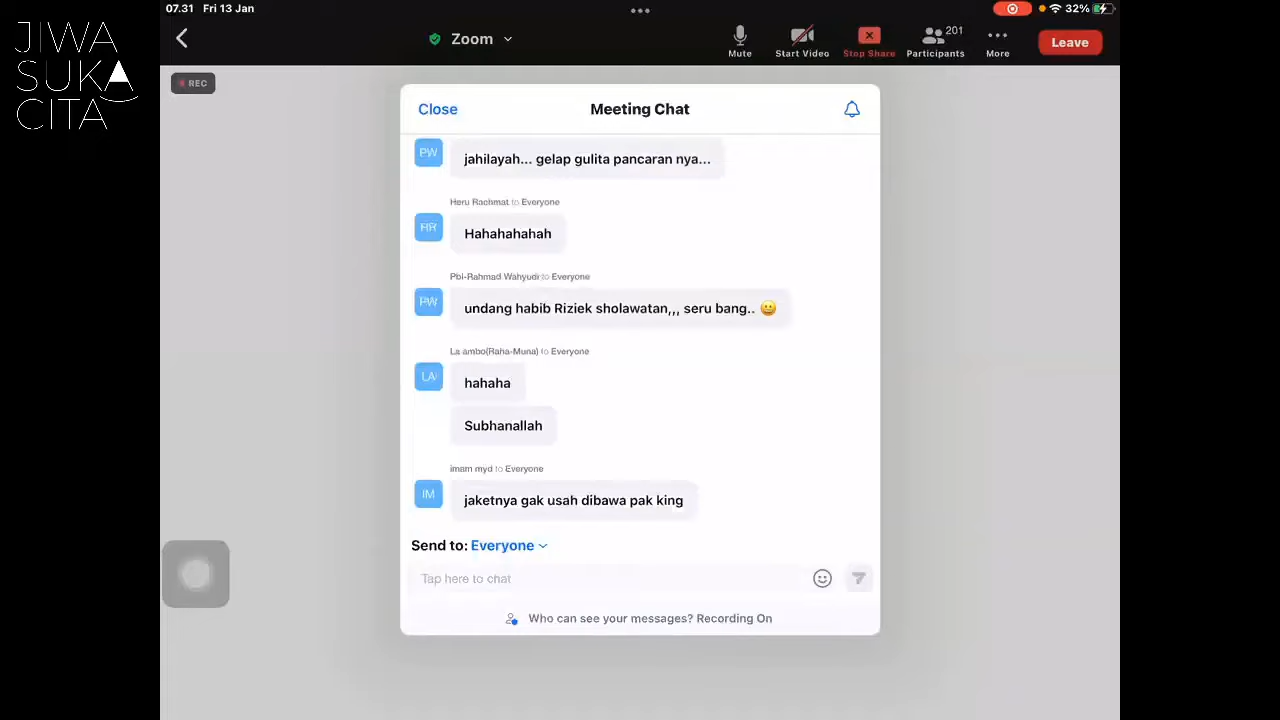 JIWA
SUKA
CITA
07.31 Fri 13 Jan
32%
Zoom
Mute
Start Video
Stop Share
201
Participants
More
Leave
REC
Close
Meeting Chat
PW
jahilayah... gelap gulita pancaran nya...
Heru Rachmat to Everyone
HR
Hahahahahah
Pbi-Rahmad Wahyudi to Everyone
PW
undang habib Riziek sholawatan,,, seru bang.. 😀
La ambo(Raha-Muna) to Everyone
LA
hahaha
Subhanallah
imam myd to Everyone
IM
jaketnya gak usah dibawa pak king
Send to: Everyone
Tap here to chat
Who can see your messages? Recording On